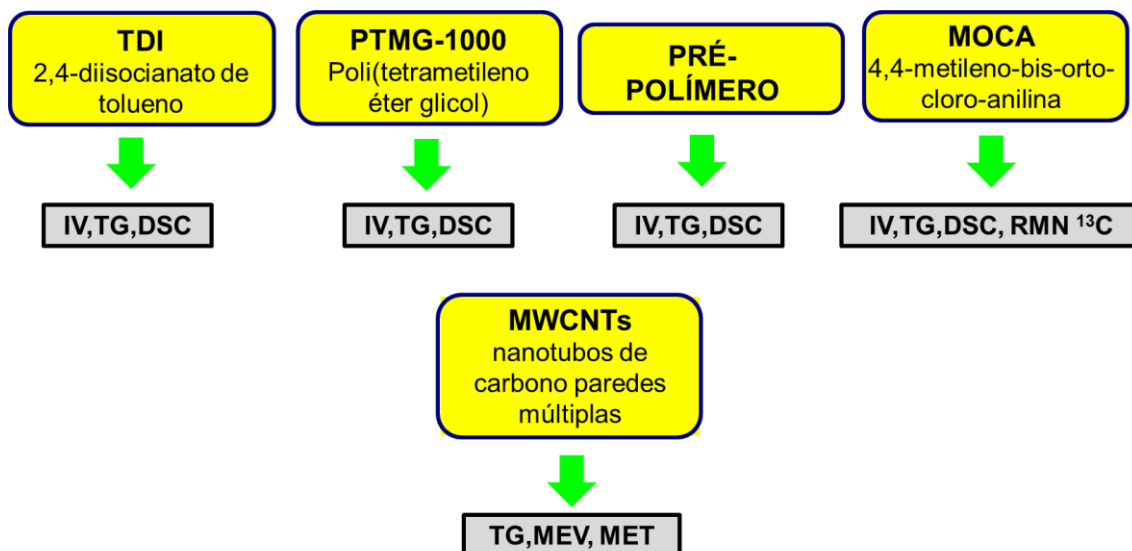 TDI
2,4-diisocianato de
tolueno
PTMG-1000
Poli(tetrametileno
éter glicol)
PRÉ-
POLÍMERO
MOCA
4,4-metileno-bis-orto-
cloro-anilina
IV,TG,DSC
IV,TG,DSC
IV,TG,DSC
IV,TG,DSC, RMN ¹³C
MWCNTs
nanotubos de
carbono paredes
múltiplas
TG,MEV, MET